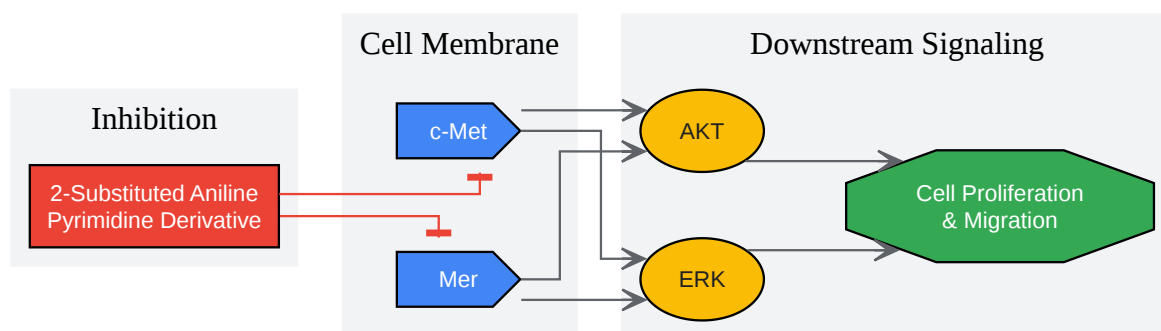 Inhibition
2-Substituted Aniline
Pyrimidine Derivative
Cell Membrane
c-Met
Mer
Downstream Signaling
AKT
ERK
Cell Proliferation
& Migration